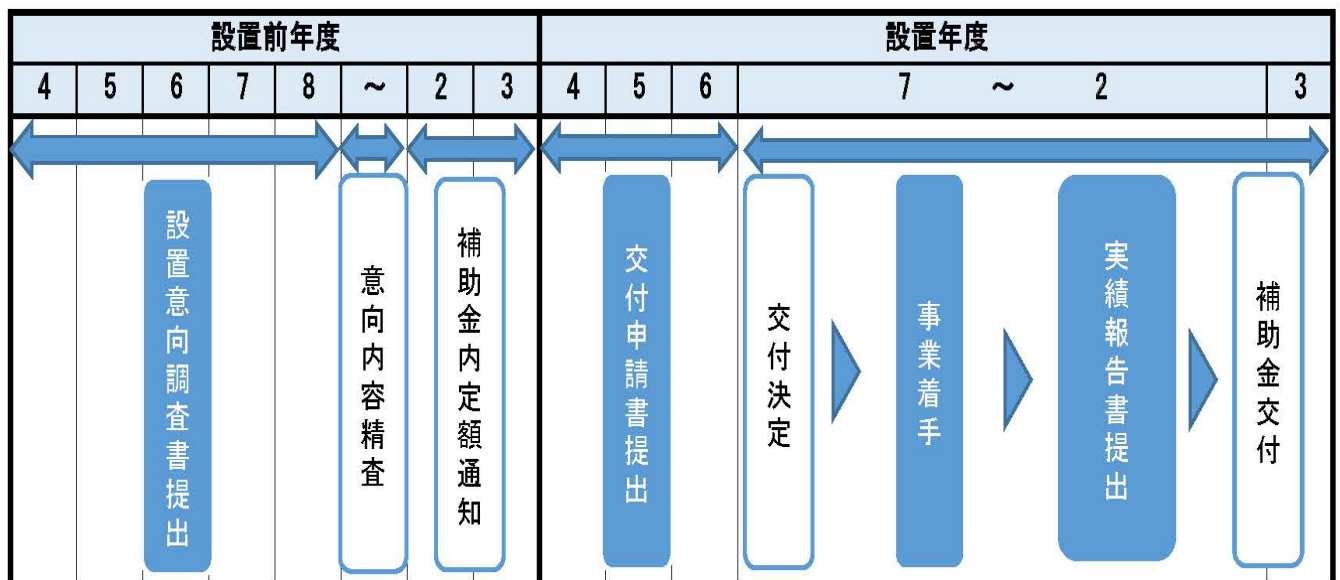 設置前年度
設置年度
4 5 6 7 8 ～ 2 3 4 5 6 7 ～ 2 3
設置意向調査書提出
意向内容精査
補助金内定額通知
交付申請書提出
交付決定
事業着手
実績報告書提出
補助金交付